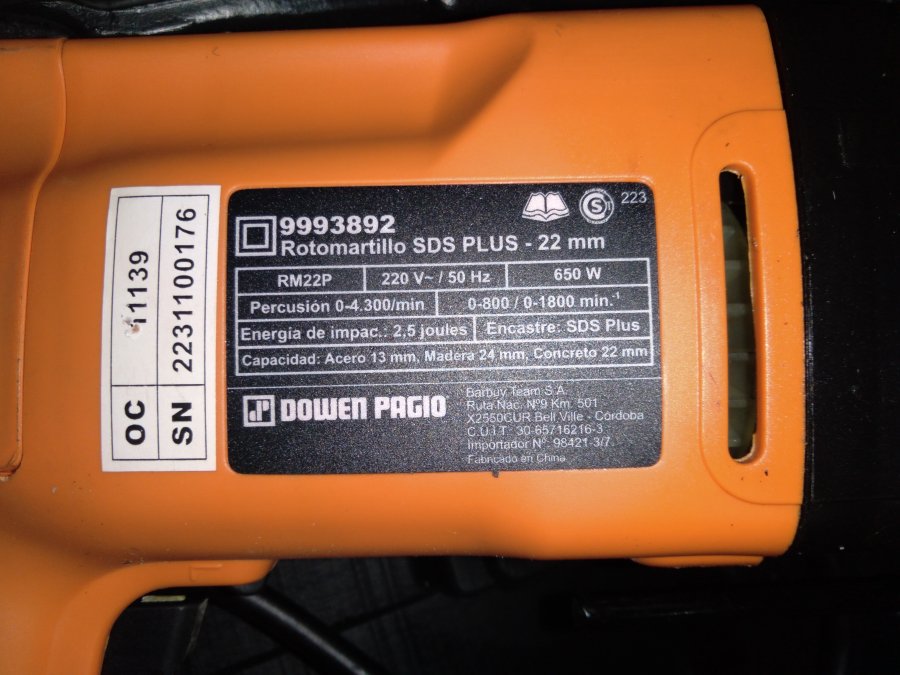 OC 11139
SN 2231100176
223
9993892
Rotomartillo SDS PLUS - 22 mm
RM22P 220 V~ / 50 Hz 650 W
Percusión 0-4.300/min 0-800 / 0-1800 min.⁻¹
Energía de impac.: 2,5 joules Encastre: SDS Plus
Capacidad: Acero 13 mm, Madera 24 mm, Concreto 22 mm
DOWEN PAGIO
Barbuy Team S.A.
Ruta Nac. Nº9 Km. 501
X2550CUR Bell Ville - Córdoba
C.U.I.T: 30-65716216-3
Importador Nº 98421-3/7
Fabricado en China